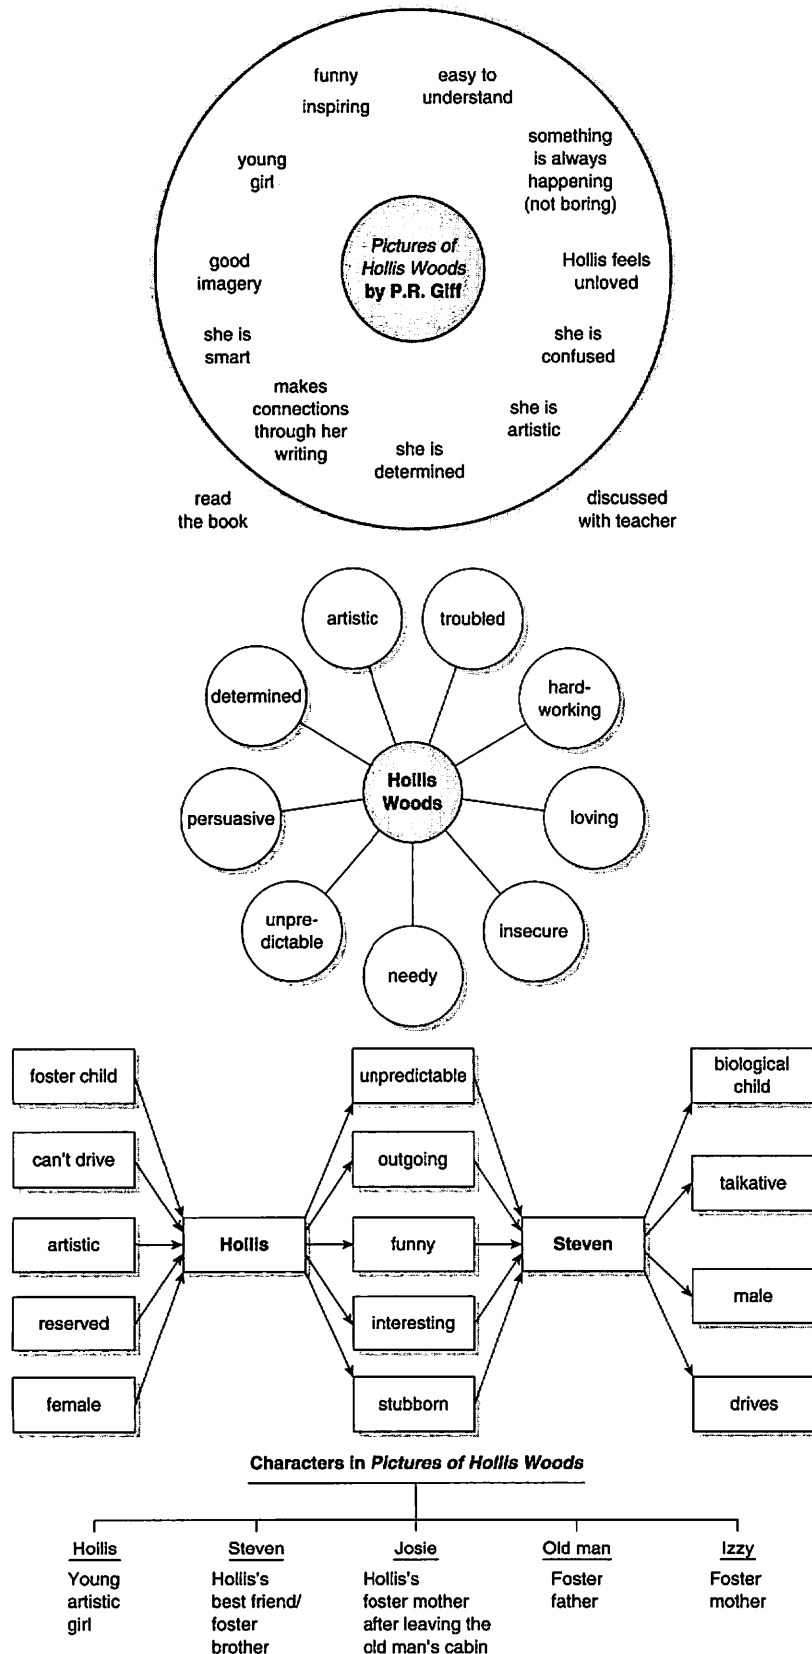 funny
inspiring
easy to
understand
young
girl
something
is always
happening
(not boring)
Pictures of
Hollis Woods
by P.R. Giff
good
imagery
Hollis feels
unloved
she is
smart
she is
confused
makes
connections
through her
writing
she is
artistic
she is
determined
read
the book
discussed
with teacher
artistic
troubled
determined
hard-
working
Hollis
Woods
persuasive
loving
unpre-
dictable
insecure
needy
foster child
can't drive
artistic
reserved
female
Hollis
unpredictable
outgoing
funny
interesting
stubborn
Steven
biological
child
talkative
male
drives
Characters in Pictures of Hollis Woods
Hollis
Young
artistic
girl
Steven
Hollis's
best friend/
foster
brother
Josie
Hollis's
foster mother
after leaving the
old man's cabin
Old man
Foster
father
Izzy
Foster
mother